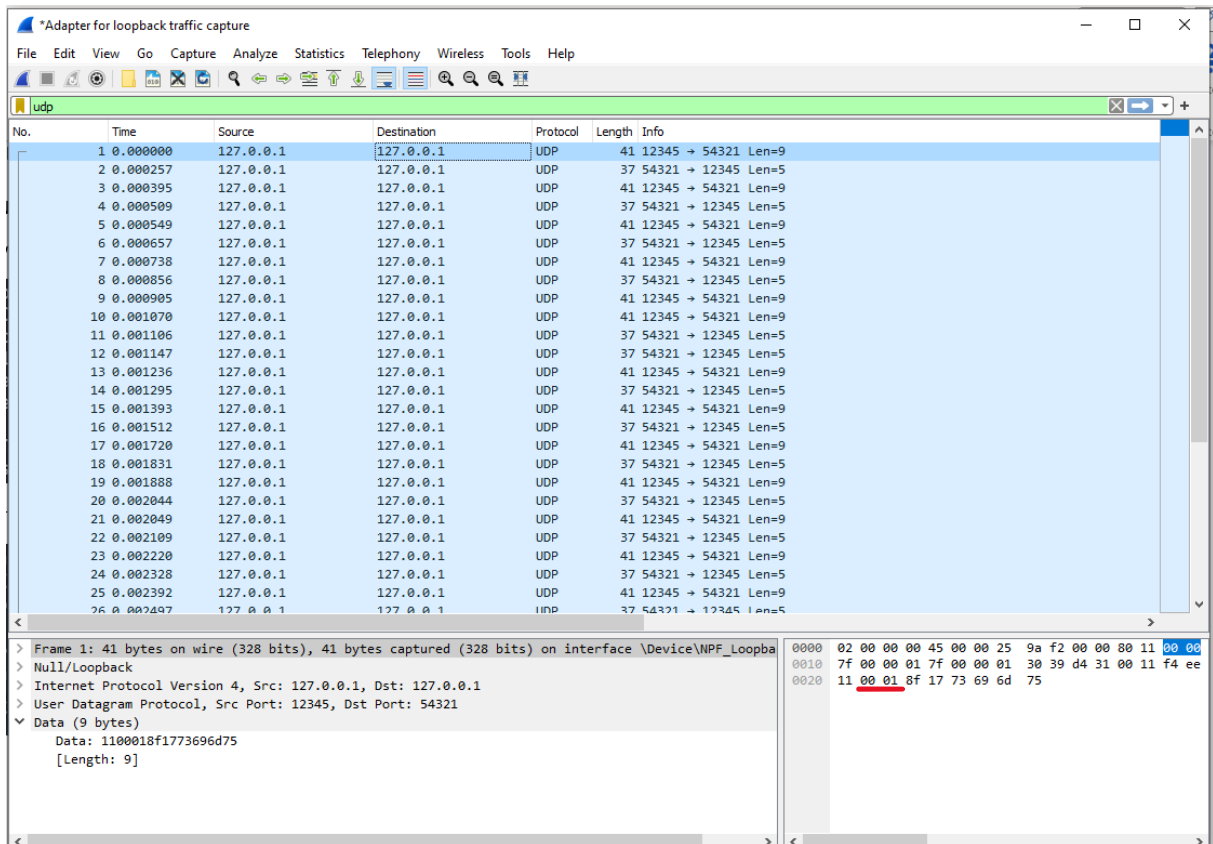 *Adapter for loopback traffic capture
File Edit View Go Capture Analyze Statistics Telephony Wireless Tools Help
udp
No. Time Source Destination Protocol Length Info
1 0.000000 127.0.0.1 127.0.0.1 UDP 41 12345 → 54321 Len=9
2 0.000257 127.0.0.1 127.0.0.1 UDP 37 54321 → 12345 Len=5
3 0.000395 127.0.0.1 127.0.0.1 UDP 41 12345 → 54321 Len=9
4 0.000509 127.0.0.1 127.0.0.1 UDP 37 54321 → 12345 Len=5
5 0.000549 127.0.0.1 127.0.0.1 UDP 41 12345 → 54321 Len=9
6 0.000657 127.0.0.1 127.0.0.1 UDP 37 54321 → 12345 Len=5
7 0.000738 127.0.0.1 127.0.0.1 UDP 41 12345 → 54321 Len=9
8 0.000856 127.0.0.1 127.0.0.1 UDP 37 54321 → 12345 Len=5
9 0.000905 127.0.0.1 127.0.0.1 UDP 41 12345 → 54321 Len=9
10 0.001070 127.0.0.1 127.0.0.1 UDP 41 12345 → 54321 Len=9
11 0.001106 127.0.0.1 127.0.0.1 UDP 37 54321 → 12345 Len=5
12 0.001147 127.0.0.1 127.0.0.1 UDP 37 54321 → 12345 Len=5
13 0.001236 127.0.0.1 127.0.0.1 UDP 41 12345 → 54321 Len=9
14 0.001295 127.0.0.1 127.0.0.1 UDP 37 54321 → 12345 Len=5
15 0.001393 127.0.0.1 127.0.0.1 UDP 41 12345 → 54321 Len=9
16 0.001512 127.0.0.1 127.0.0.1 UDP 37 54321 → 12345 Len=5
17 0.001720 127.0.0.1 127.0.0.1 UDP 41 12345 → 54321 Len=9
18 0.001831 127.0.0.1 127.0.0.1 UDP 37 54321 → 12345 Len=5
19 0.001888 127.0.0.1 127.0.0.1 UDP 41 12345 → 54321 Len=9
20 0.002044 127.0.0.1 127.0.0.1 UDP 37 54321 → 12345 Len=5
21 0.002049 127.0.0.1 127.0.0.1 UDP 41 12345 → 54321 Len=9
22 0.002109 127.0.0.1 127.0.0.1 UDP 37 54321 → 12345 Len=5
23 0.002220 127.0.0.1 127.0.0.1 UDP 41 12345 → 54321 Len=9
24 0.002328 127.0.0.1 127.0.0.1 UDP 37 54321 → 12345 Len=5
25 0.002392 127.0.0.1 127.0.0.1 UDP 41 12345 → 54321 Len=9
26 0.002497 127.0.0.1 127.0.0.1 UDP 37 54321 → 12345 Len=5
Frame 1: 41 bytes on wire (328 bits), 41 bytes captured (328 bits) on interface \Device\NPF_Loopba
Null/Loopback
Internet Protocol Version 4, Src: 127.0.0.1, Dst: 127.0.0.1
User Datagram Protocol, Src Port: 12345, Dst Port: 54321
Data (9 bytes)
Data: 1100018f1773696d75
[Length: 9]
0000 02 00 00 00 45 00 00 25 9a f2 00 00 80 11 00 00
0010 7f 00 00 01 7f 00 00 01 30 39 d4 31 00 11 f4 ee
0020 11 00 01 8f 17 73 69 6d 75